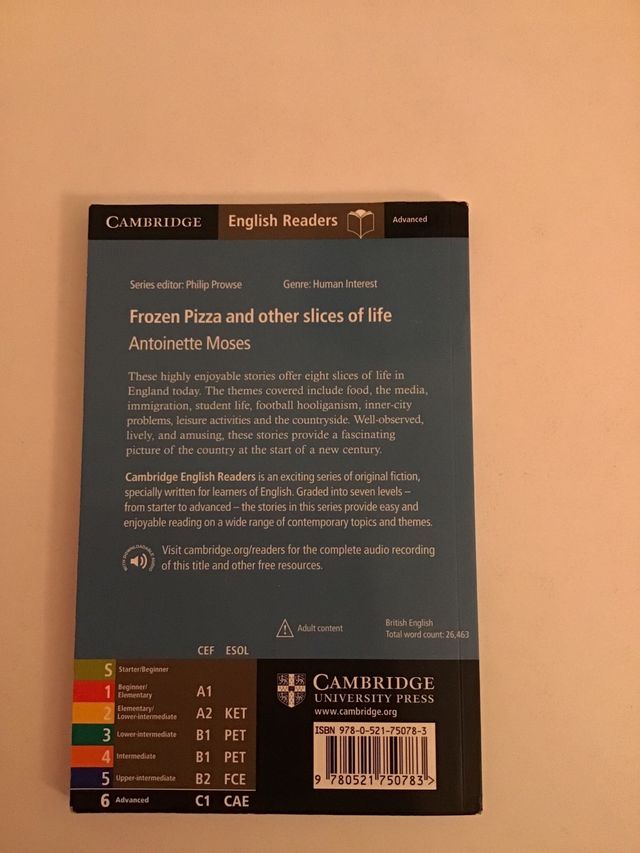 CAMBRIDGE English Readers Advanced
Series editor: Philip Prowse Genre: Human Interest
Frozen Pizza and other slices of life
Antoinette Moses
These highly enjoyable stories offer eight slices of life in
England today. The themes covered include food, the media,
immigration, student life, football hooliganism, inner-city
problems, leisure activities and the countryside. Well-observed,
lively, and amusing, these stories provide a fascinating
picture of the country at the start of a new century.
Cambridge English Readers is an exciting series of original fiction,
specially written for learners of English. Graded into seven levels –
from starter to advanced – the stories in this series provide easy and
enjoyable reading on a wide range of contemporary topics and themes.
WITH DOWNLOADABLE AUDIO
Visit cambridge.org/readers for the complete audio recording
of this title and other free resources.
Adult content
British English
Total word count: 26,463
CEF ESOL
S Starter/Beginner
1 Beginner/
Elementary A1
2 Elementary/
Lower-intermediate A2 KET
3 Lower-intermediate B1 PET
4 Intermediate B1 PET
5 Upper-intermediate B2 FCE
6 Advanced C1 CAE
CAMBRIDGE
UNIVERSITY PRESS
www.cambridge.org
ISBN 978-0-521-75078-3
9 780521 750783 >